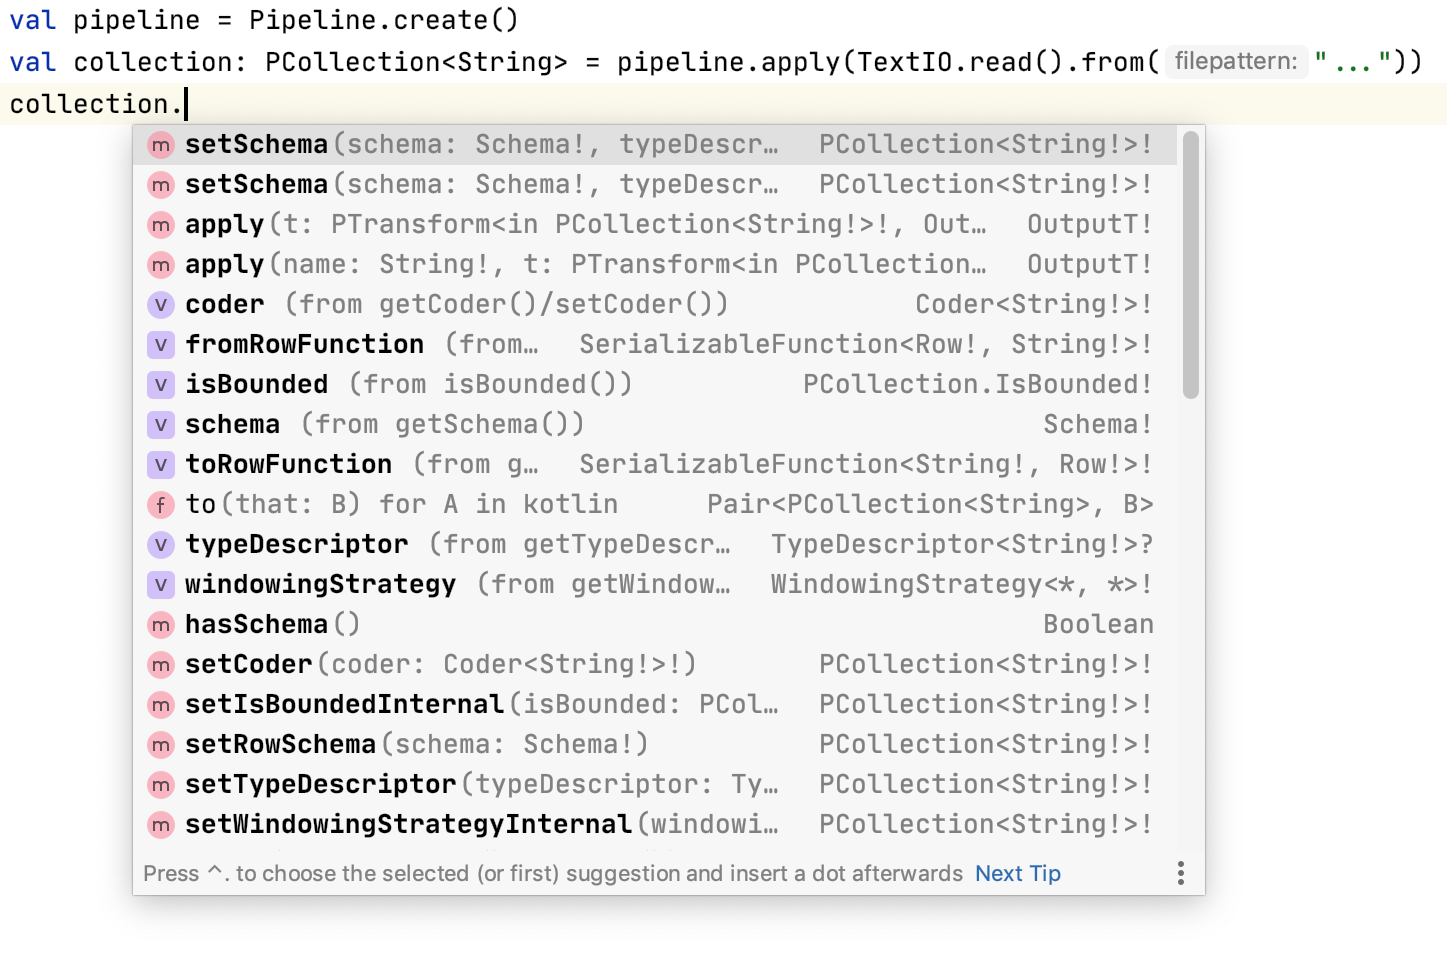 val pipeline = Pipeline.create()
val collection: PCollection<String> = pipeline.apply(TextIO.read().from( filepattern: "..."))
collection.
m setSchema(schema: Schema!, typeDescr… PCollection<String!>!
m setSchema(schema: Schema!, typeDescr… PCollection<String!>!
m apply(t: PTransform<in PCollection<String!>!, Out… OutputT!
m apply(name: String!, t: PTransform<in PCollection… OutputT!
v coder (from getCoder()/setCoder()) Coder<String!>!
v fromRowFunction (from… SerializableFunction<Row!, String!>!
v isBounded (from isBounded()) PCollection.IsBounded!
v schema (from getSchema()) Schema!
v toRowFunction (from g… SerializableFunction<String!, Row!>!
f to(that: B) for A in kotlin Pair<PCollection<String>, B>
v typeDescriptor (from getTypeDescr… TypeDescriptor<String!>?
v windowingStrategy (from getWindow… WindowingStrategy<*, *>!
m hasSchema() Boolean
m setCoder(coder: Coder<String!>!) PCollection<String!>!
m setIsBoundedInternal(isBounded: PCol… PCollection<String!>!
m setRowSchema(schema: Schema!) PCollection<String!>!
m setTypeDescriptor(typeDescriptor: Ty… PCollection<String!>!
m setWindowingStrategyInternal(windowi… PCollection<String!>!
Press ^. to choose the selected (or first) suggestion and insert a dot afterwards Next Tip